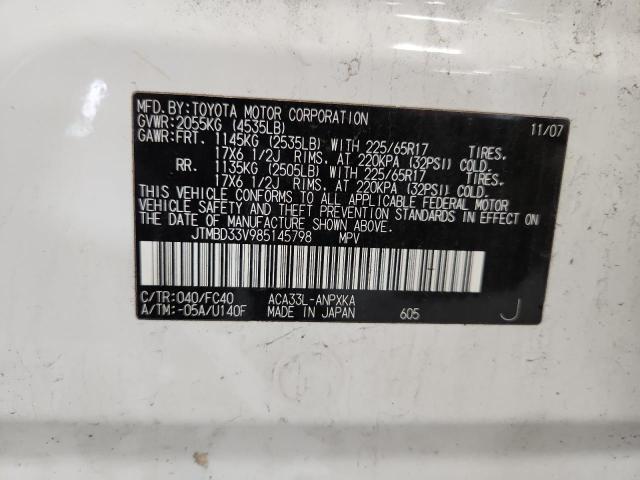 MFD. BY: TOYOTA MOTOR CORPORATION 11/07
GVWR: 2055KG (4535LB)
GAWR: FRT. 1145KG (2535LB) WITH 225/65R17 TIRES.
17X6 1/2J RIMS. AT 220KPA (32PSI) COLD.
RR. 1135KG (2505LB) WITH 225/65R17 TIRES.
17X6 1/2J RIMS. AT 220KPA (32PSI) COLD.
THIS VEHICLE CONFORMS TO ALL APPLICABLE FEDERAL MOTOR
VEHICLE SAFETY AND THEFT PREVENTION STANDARDS IN EFFECT ON
THE DATE OF MANUFACTURE SHOWN ABOVE.
JTMBD33V985145798 MPV
C/TR: 040/FC40 ACA33L-ANPXKA
A/TM: -05A/U140F MADE IN JAPAN 605 J